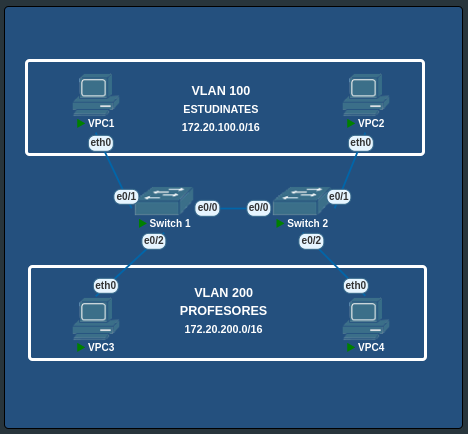 VLAN 100
ESTUDINATES
172.20.100.0/16
VPC1
VPC2
eth0
eth0
e0/1
e0/1
e0/0
e0/0
Switch 1
Switch 2
e0/2
e0/2
eth0
eth0
VLAN 200
PROFESORES
172.20.200.0/16
VPC3
VPC4